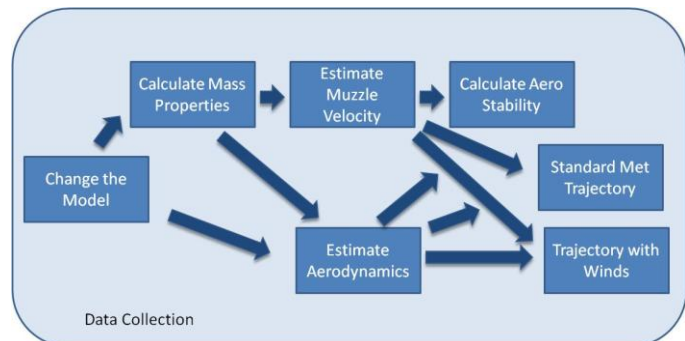 Calculate Mass
Properties
Estimate
Muzzle
Velocity
Calculate Aero
Stability
Change the
Model
Standard Met
Trajectory
Estimate
Aerodynamics
Trajectory with
Winds
Data Collection